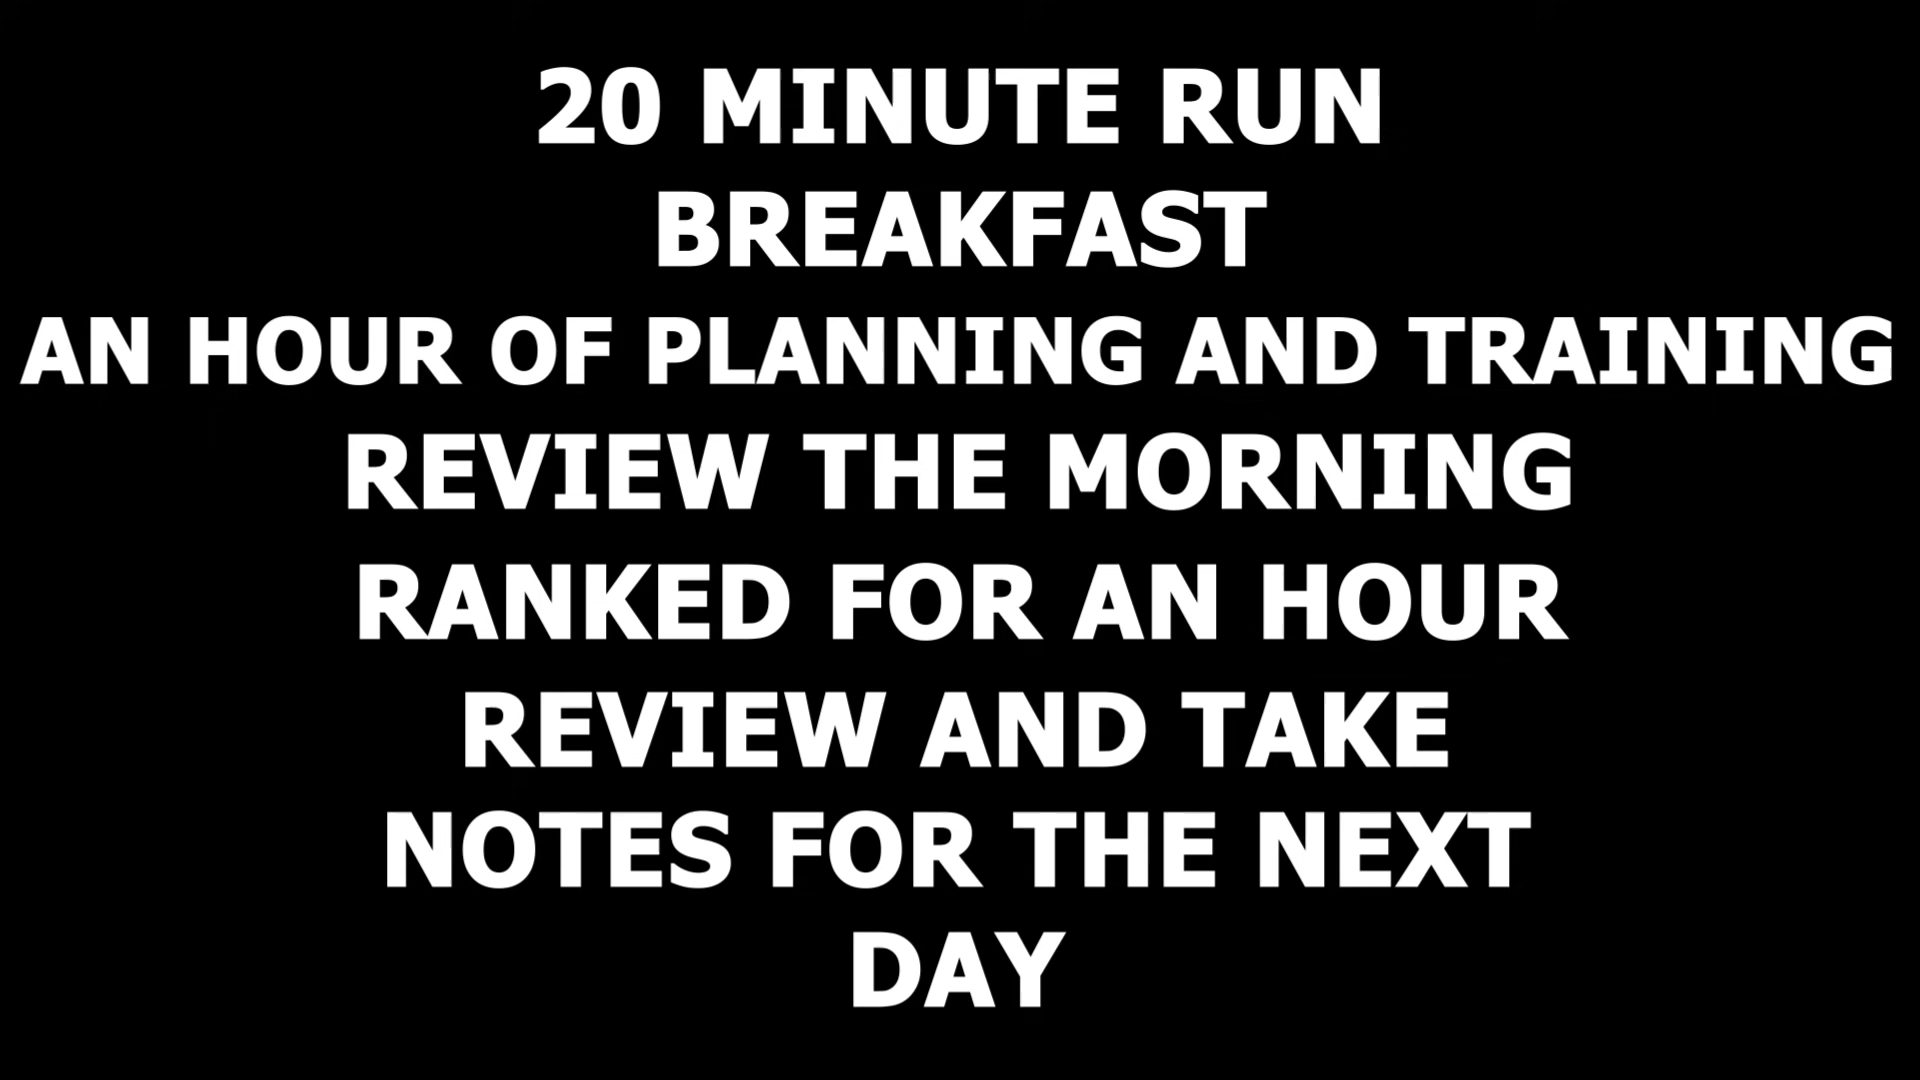 20 MINUTE RUN
BREAKFAST
AN HOUR OF PLANNING AND TRAINING
REVIEW THE MORNING
RANKED FOR AN HOUR
REVIEW AND TAKE
NOTES FOR THE NEXT
DAY